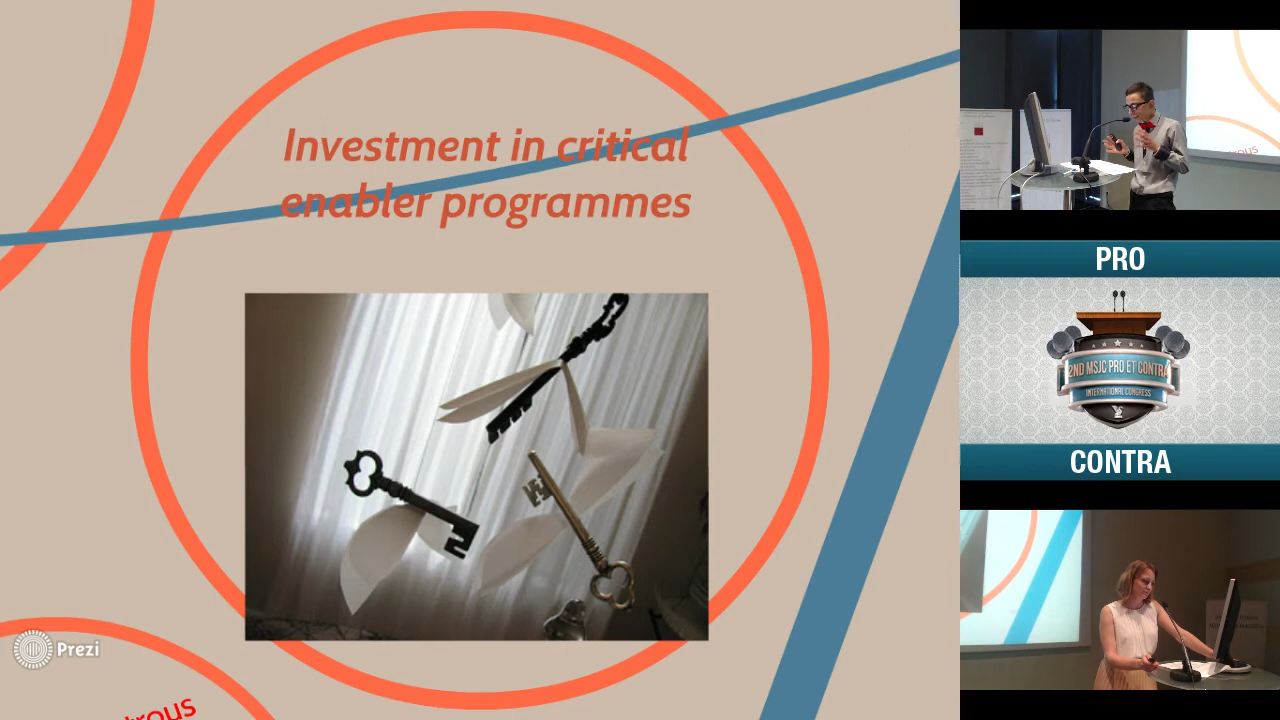 Investment in critical
enabler programmes
Prezi
PRO
2ND MSJC PRO ET CONTRA
INTERNATIONAL CONGRESS
CONTRA